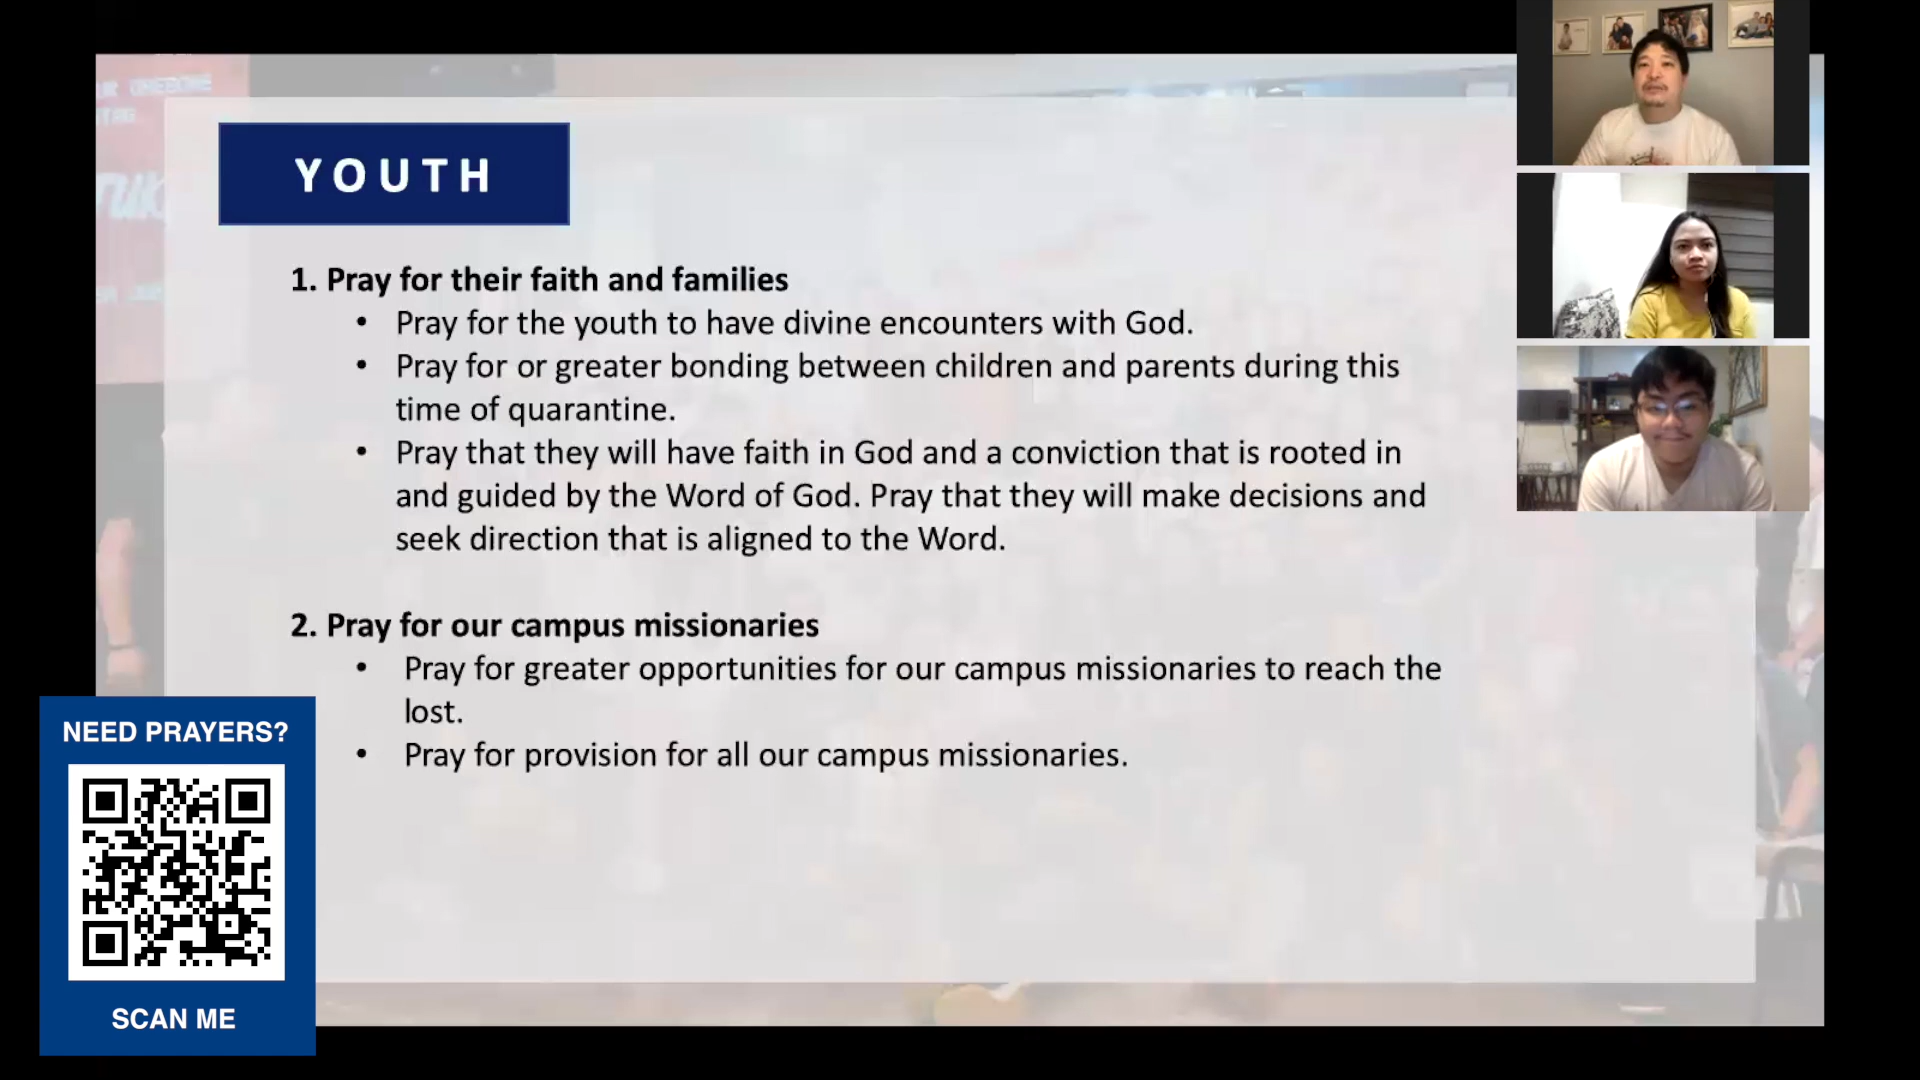 YOUTH
1. Pray for their faith and families
• Pray for the youth to have divine encounters with God.
• Pray for or greater bonding between children and parents during this
time of quarantine.
• Pray that they will have faith in God and a conviction that is rooted in
and guided by the Word of God. Pray that they will make decisions and
seek direction that is aligned to the Word.
2. Pray for our campus missionaries
• Pray for greater opportunities for our campus missionaries to reach the
lost.
• Pray for provision for all our campus missionaries.
NEED PRAYERS?
SCAN ME